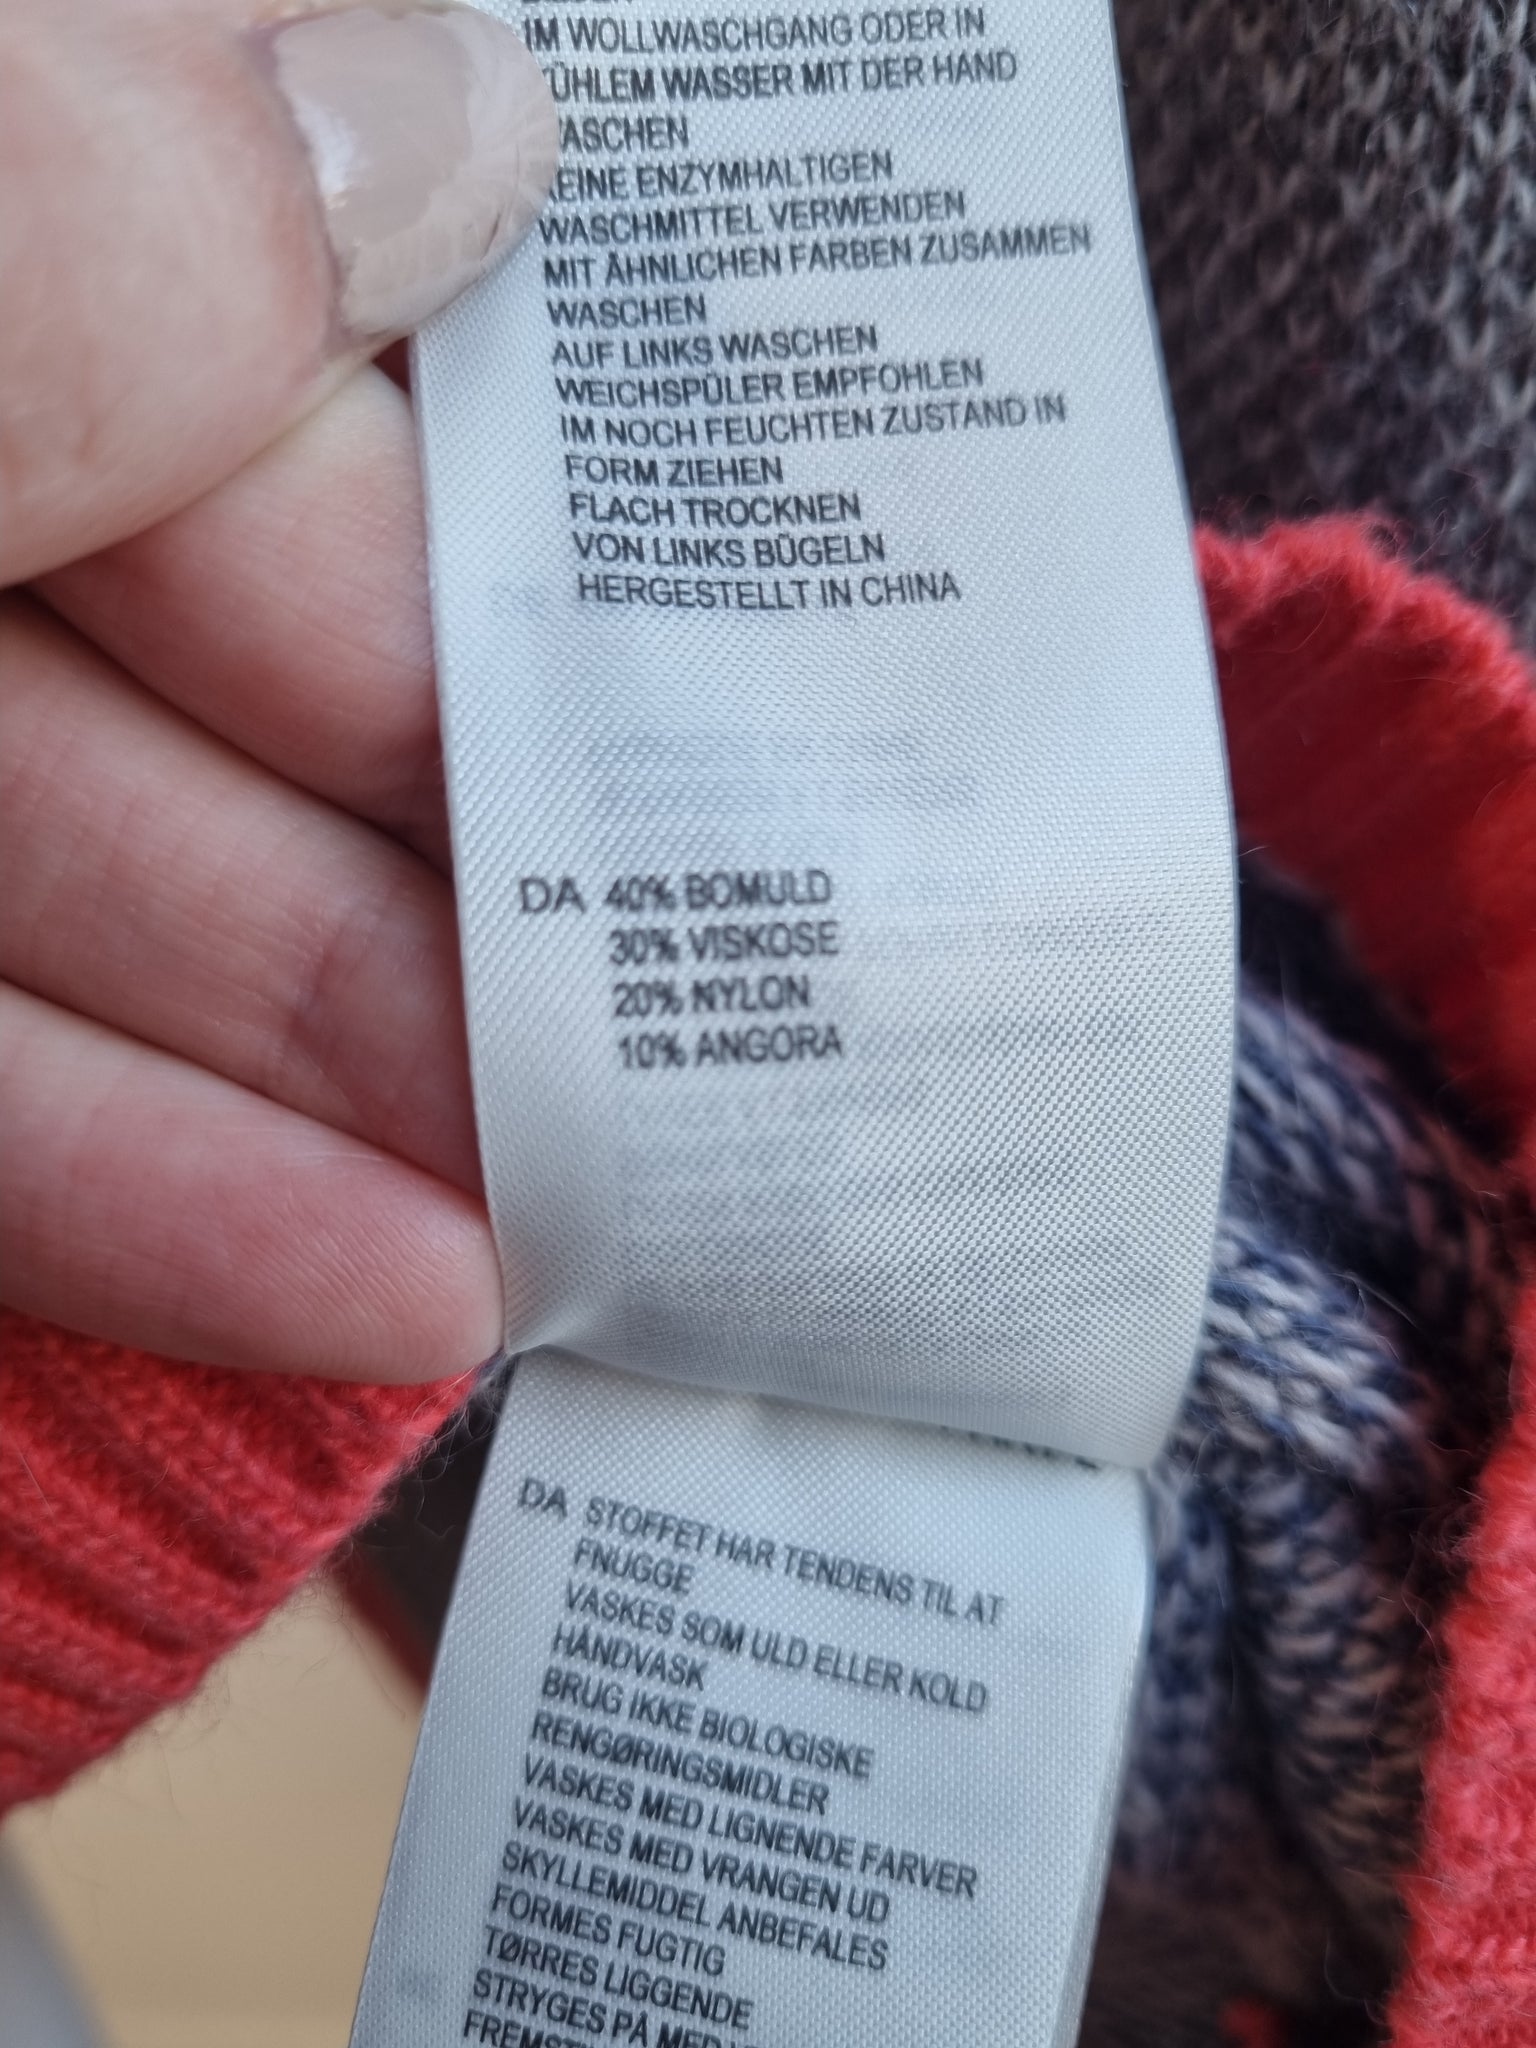 IM WOLLWASCHGANG ODER IN
ÜHLEM WASSER MIT DER HAND
ASCHEN
EINE ENZYMHALTIGEN
WASCHMITTEL VERWENDEN
MIT ÄHNLICHEN FARBEN ZUSAMMEN
WASCHEN
AUF LINKS WASCHEN
WEICHSPÜLER EMPFOHLEN
IM NOCH FEUCHTEN ZUSTAND IN
FORM ZIEHEN
FLACH TROCKNEN
VON LINKS BÜGELN
HERGESTELLT IN CHINA
DA 40% BOMULD
30% VISKOSE
20% NYLON
10% ANGORA
DA STOFFET HAR TENDENS TIL AT
FNUGGE
VASKES SOM ULD ELLER KOLD
HÅNDVASK
BRUG IKKE BIOLOGISKE
RENGØRINGSMIDLER
VASKES MED LIGNENDE FARVER
VASKES MED VRANGEN UD
SKYLLEMIDDEL ANBEFALES
FORMES FUGTIG
TØRRES LIGGENDE
STRYGES PÅ MED